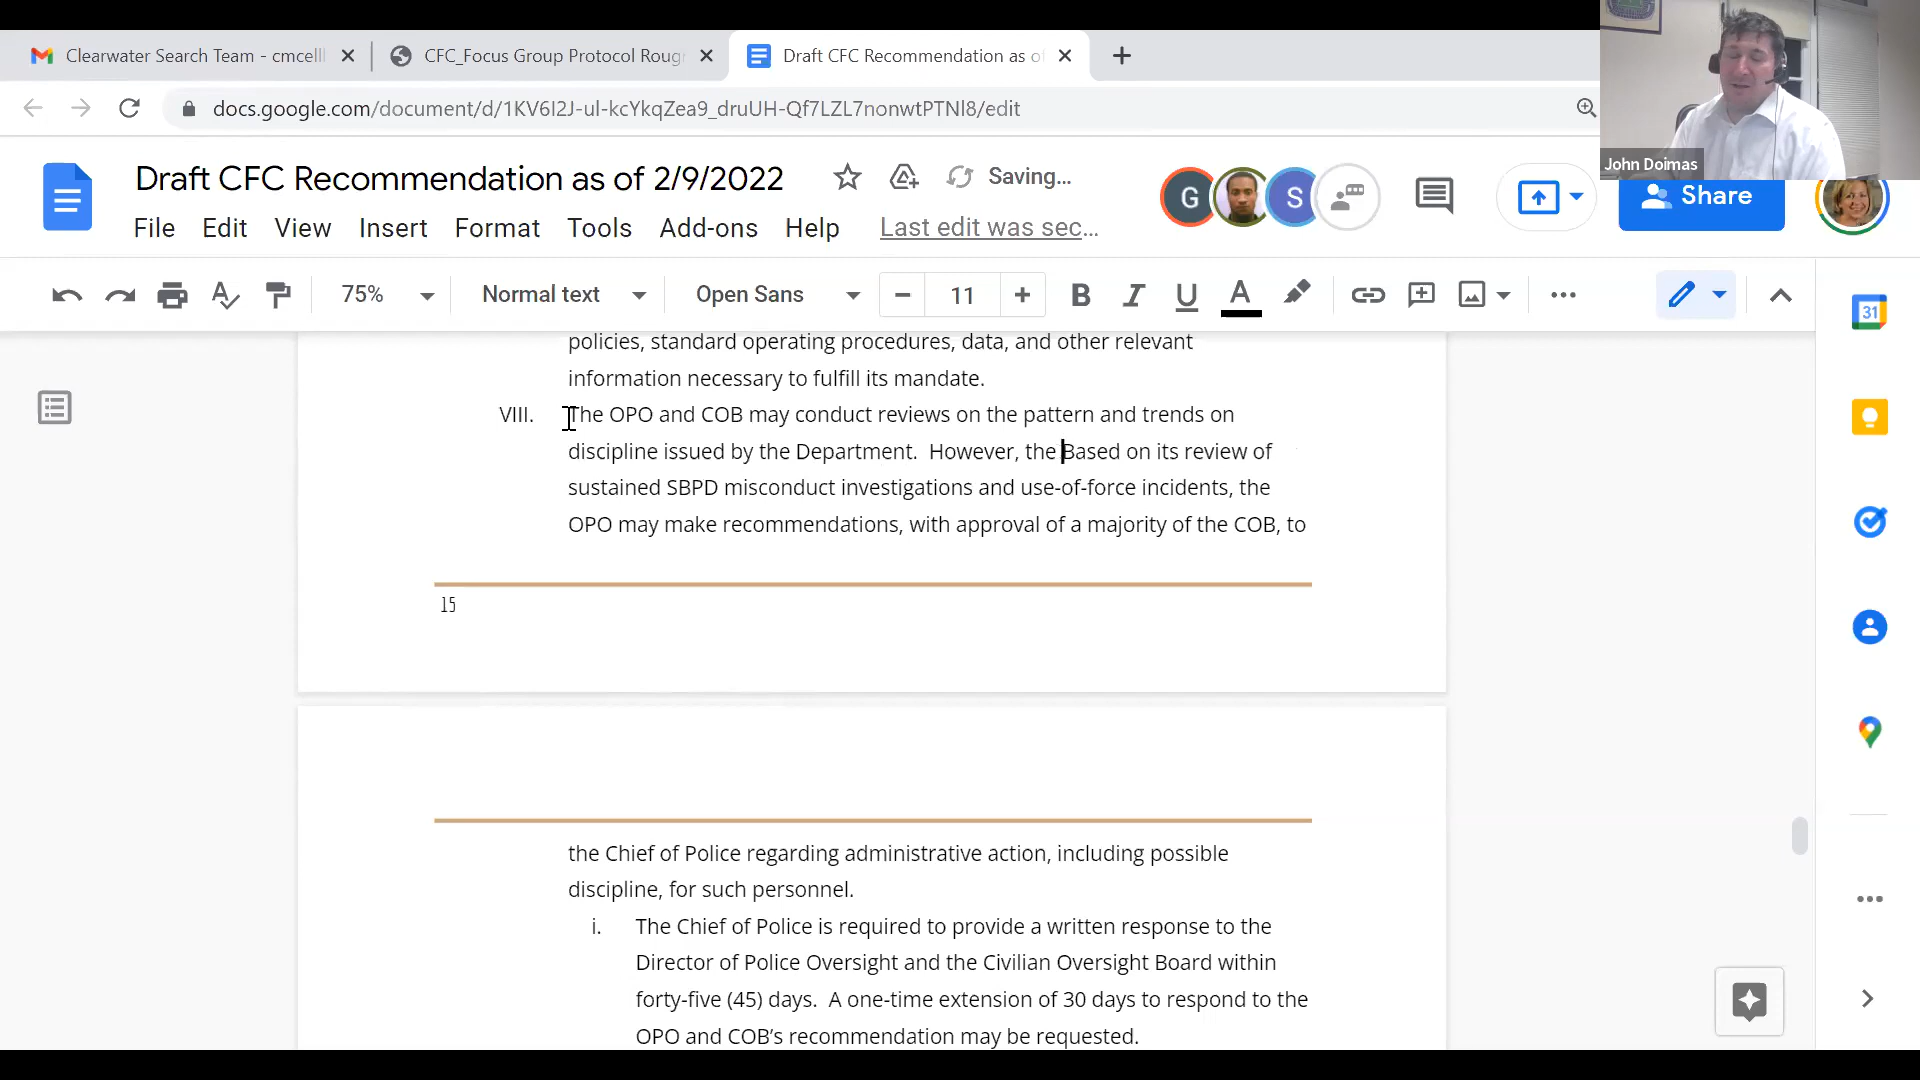 Clearwater Search Team - cmcelll
CFC_Focus Group Protocol Roug
Draft CFC Recommendation as of
docs.google.com/document/d/1KV6I2J-ul-kcYkqZea9_druUH-Qf7LZL7nonwtPTNl8/edit
John Doimas
Draft CFC Recommendation as of 2/9/2022
Saving...
G
S
Share
File Edit View Insert Format Tools Add-ons Help Last edit was sec...
75% Normal text Open Sans 11 B I U A
31
policies, standard operating procedures, data, and other relevant
information necessary to fulfill its mandate.
VIII. The OPO and COB may conduct reviews on the pattern and trends on
discipline issued by the Department. However, the Based on its review of
sustained SBPD misconduct investigations and use-of-force incidents, the
OPO may make recommendations, with approval of a majority of the COB, to
15
the Chief of Police regarding administrative action, including possible
discipline, for such personnel.
i. The Chief of Police is required to provide a written response to the
Director of Police Oversight and the Civilian Oversight Board within
forty-five (45) days. A one-time extension of 30 days to respond to the
OPO and COB's recommendation may be requested.